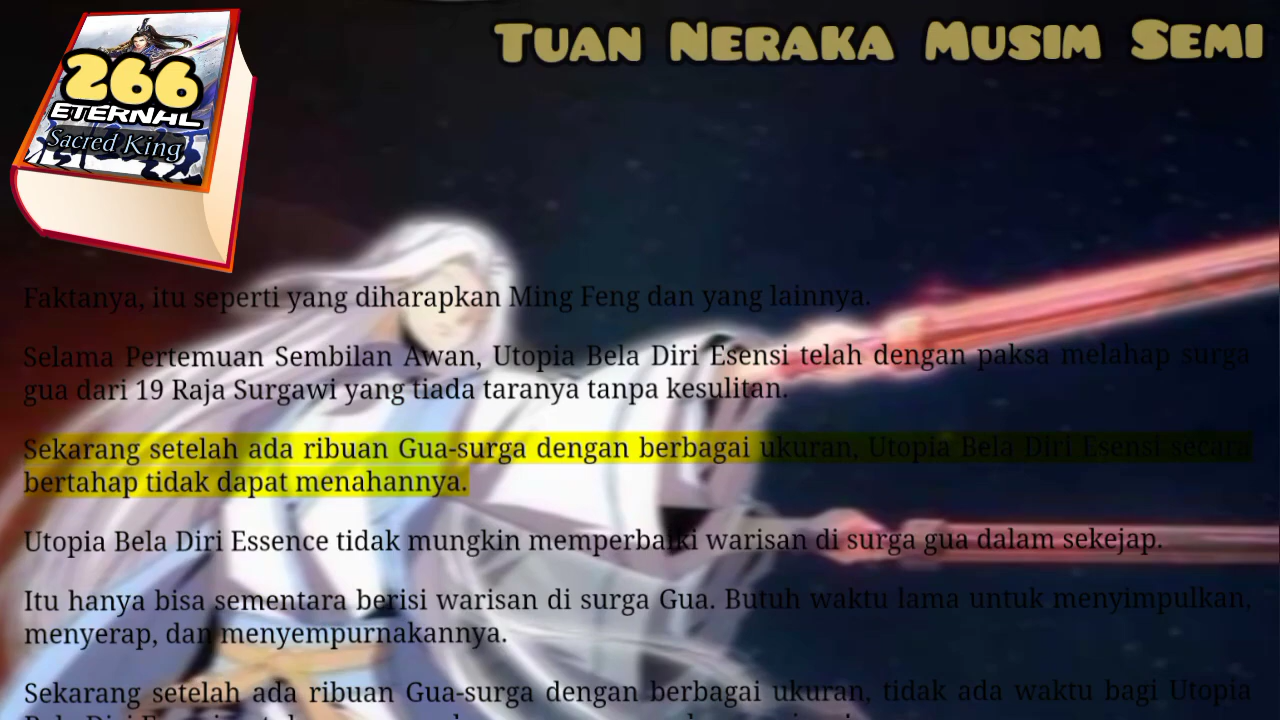 TUAN NERAKA MUSIM SEMI
266
ETERNAL
Sacred King
Faktanya, itu seperti yang diharapkan Ming Feng dan yang lainnya.
Selama Pertemuan Sembilan Awan, Utopia Bela Diri Esensi telah dengan paksa melahap surga
gua dari 19 Raja Surgawi yang tiada taranya tanpa kesulitan.
Sekarang setelah ada ribuan Gua-surga dengan berbagai ukuran, Utopia Bela Diri Esensi secara
bertahap tidak dapat menahannya.
Utopia Bela Diri Essence tidak mungkin memperbaiki warisan di surga gua dalam sekejap.
Itu hanya bisa sementara berisi warisan di surga Gua. Butuh waktu lama untuk menyimpulkan,
menyerap, dan menyempurnakannya.
Sekarang setelah ada ribuan Gua-surga dengan berbagai ukuran, tidak ada waktu bagi Utopia